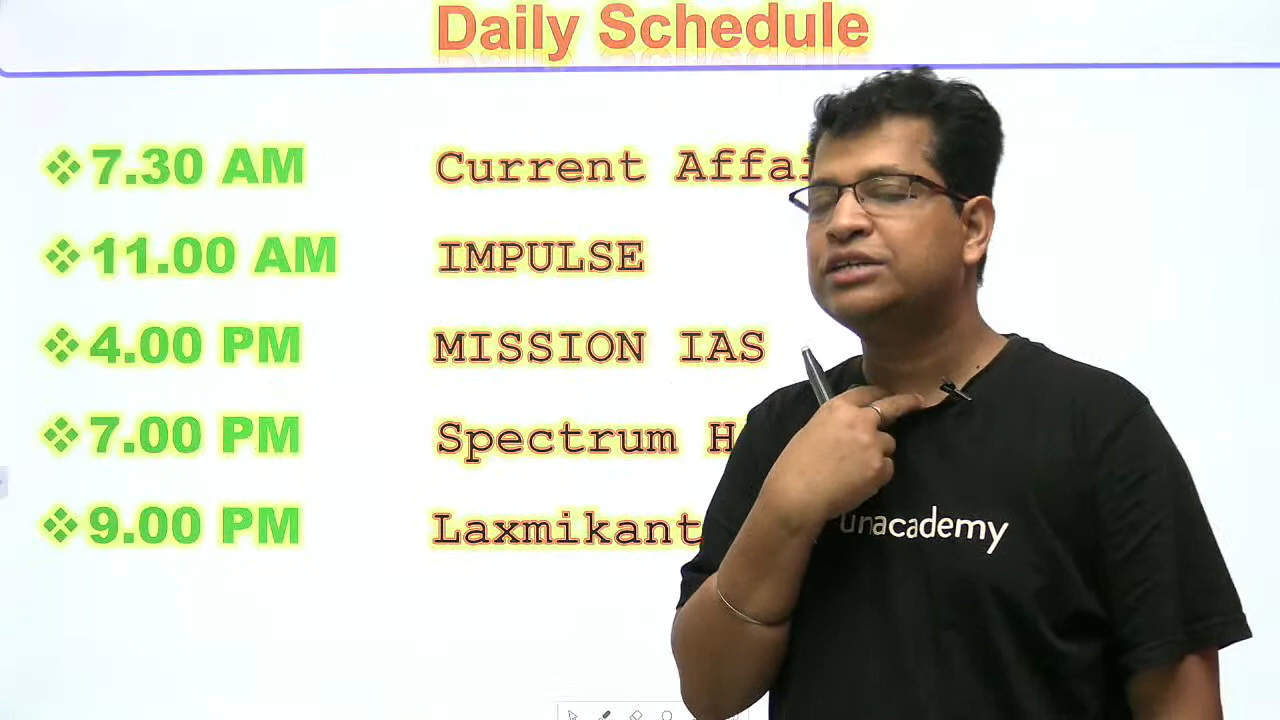 Daily Schedule
7.30 AM Current Affai
11.00 AM IMPULSE
4.00 PM MISSION IAS
7.00 PM Spectrum H
9.00 PM Laxmikant
unacademy